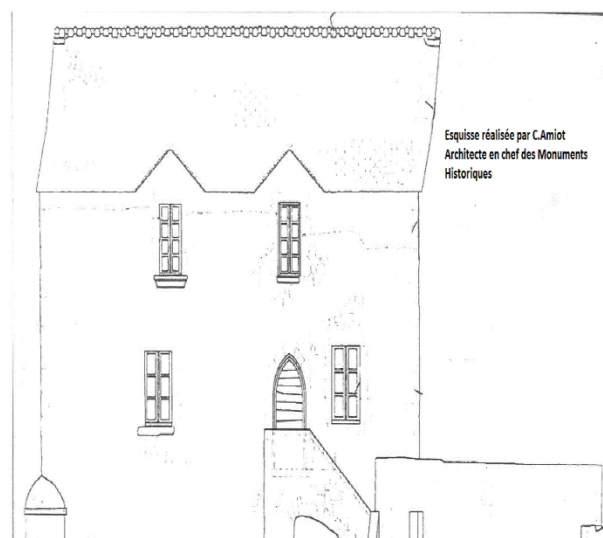 Esquisse réalisée par C.Amiot
Architecte en chef des Monuments
Historiques